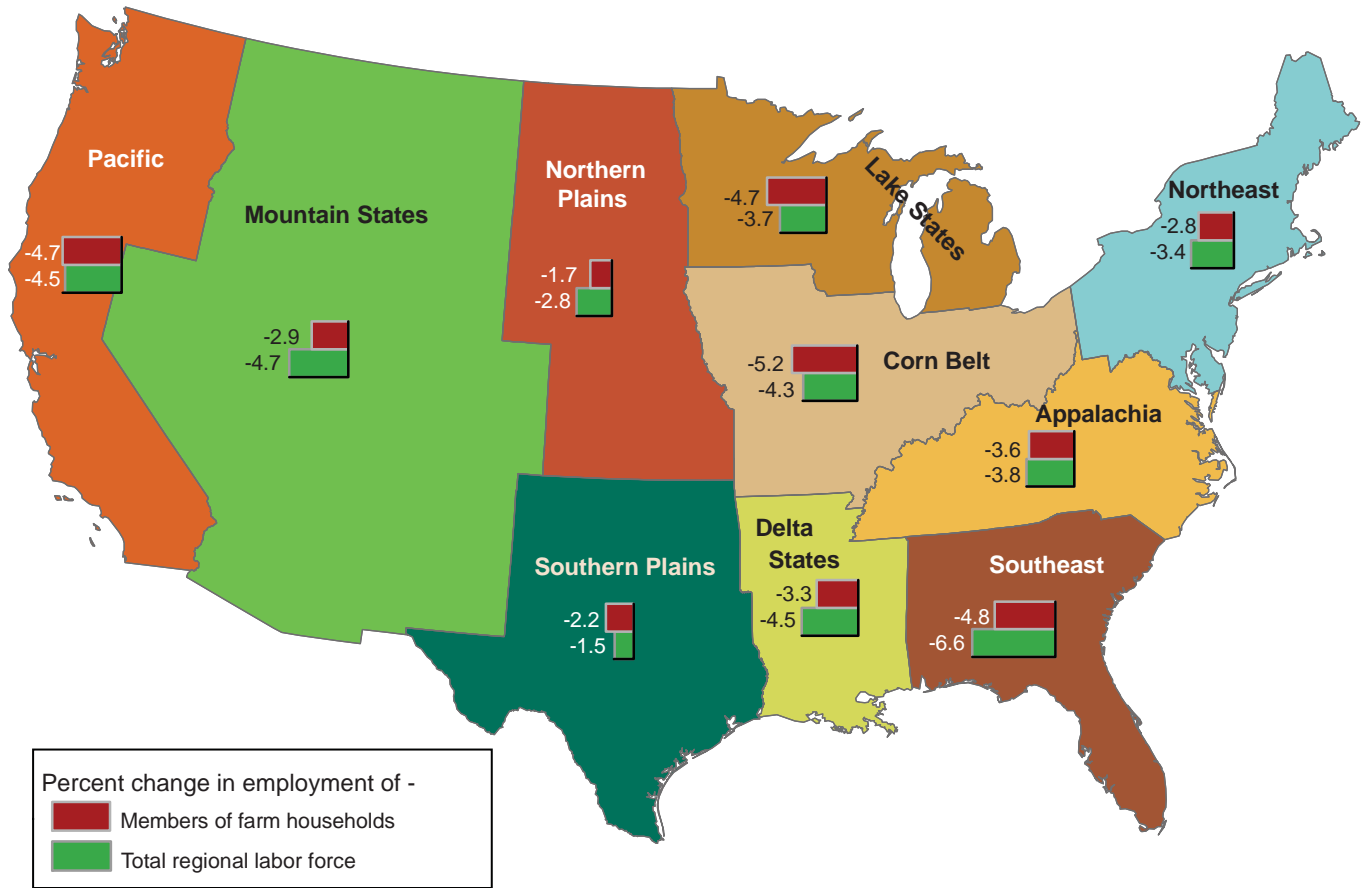 Pacific
-4.7
-4.5
Mountain States
-2.9
-4.7
Northern
Plains
-1.7
-2.8
Lake States
-4.7
-3.7
Northeast
-2.8
-3.4
Corn Belt
-5.2
-4.3
Appalachia
-3.6
-3.8
Southern Plains
-2.2
-1.5
Delta
States
-3.3
-4.5
Southeast
-4.8
-6.6
Percent change in employment of -
Members of farm households
Total regional labor force